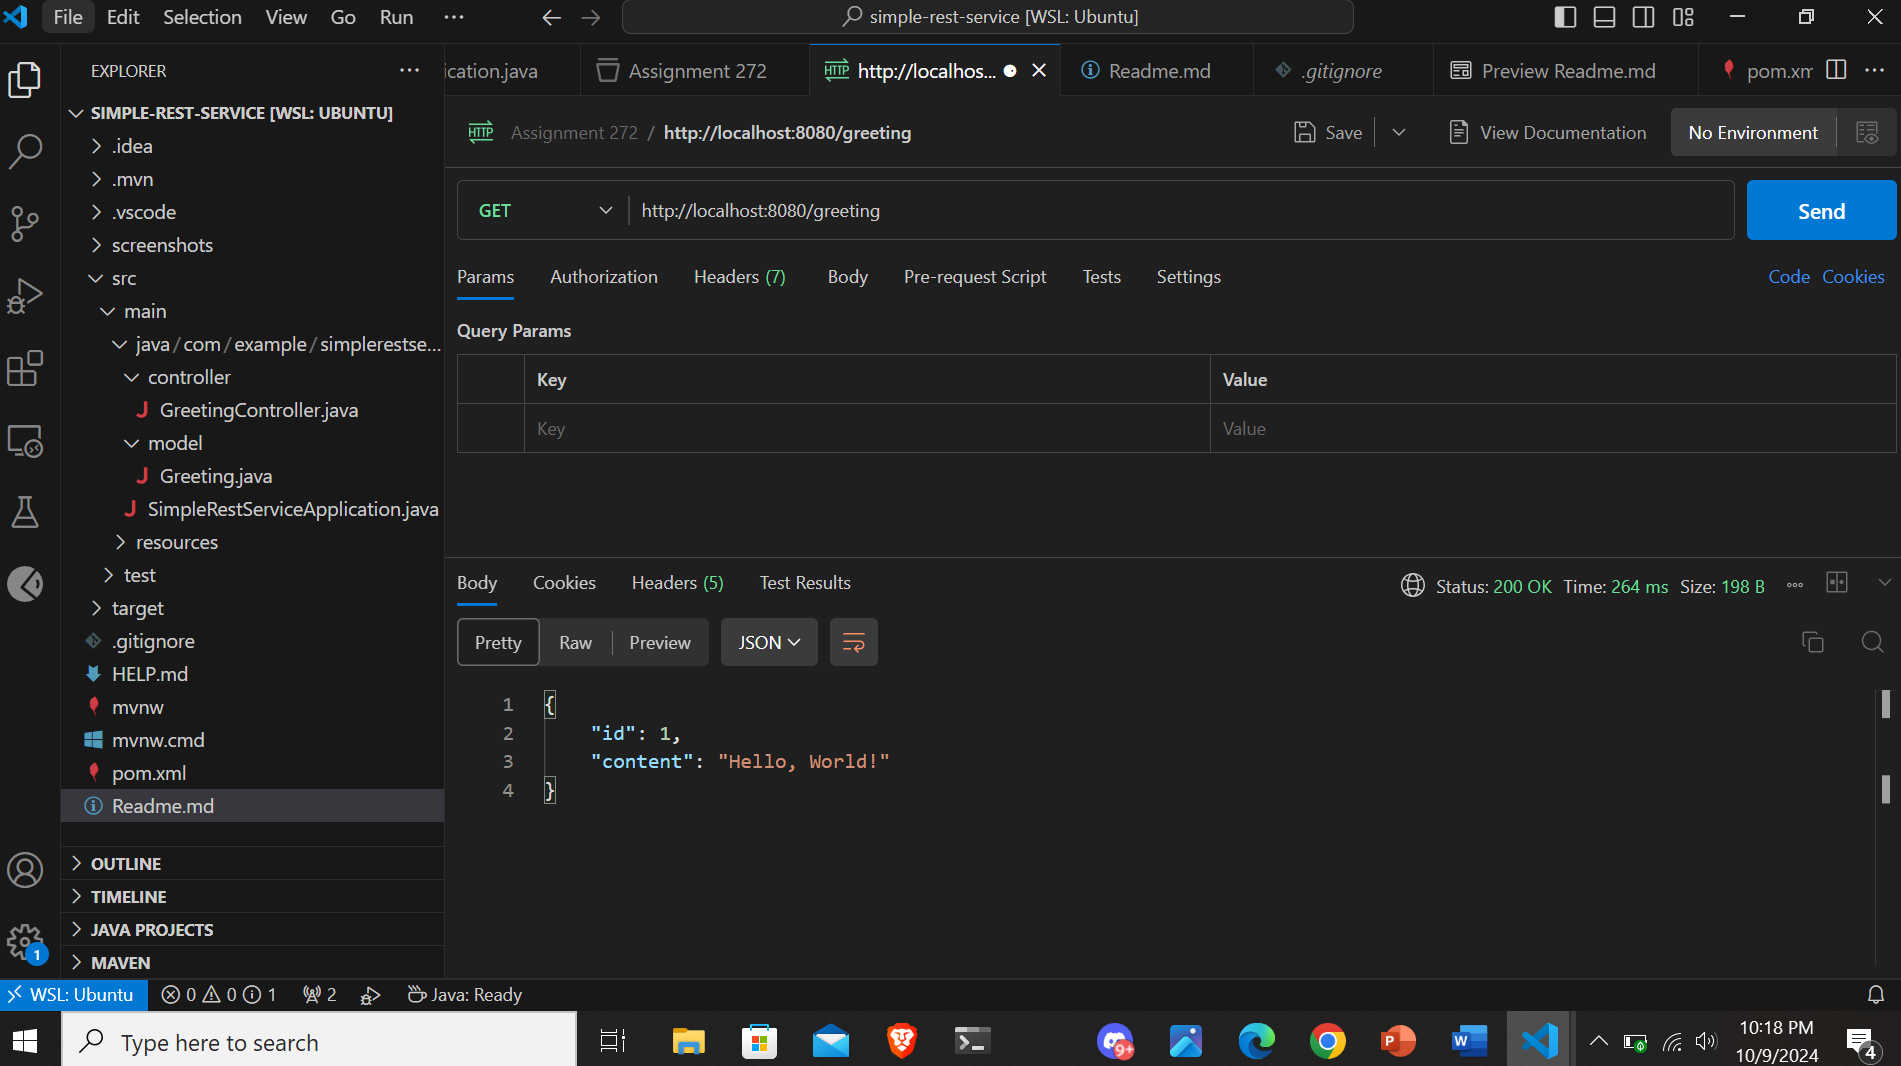 File Edit Selection View Go Run ...
simple-rest-service [WSL: Ubuntu]
EXPLORER ...
ication.java
Assignment 272
HTTP http://localhos...
Readme.md
.gitignore
Preview Readme.md
pom.xm
...
SIMPLE-REST-SERVICE [WSL: UBUNTU]
.idea
.mvn
.vscode
screenshots
src
main
java/com/example/simplerestse...
controller
J GreetingController.java
model
J Greeting.java
J SimpleRestServiceApplication.java
resources
test
target
.gitignore
HELP.md
mvnw
mvnw.cmd
pom.xml
Readme.md
OUTLINE
TIMELINE
JAVA PROJECTS
MAVEN
1
HTTP Assignment 272 / http://localhost:8080/greeting
Save
View Documentation
No Environment
GET http://localhost:8080/greeting
Send
Params Authorization Headers (7) Body Pre-request Script Tests Settings
Code Cookies
Query Params
Key Value
Key Value
Body Cookies Headers (5) Test Results
Status: 200 OK Time: 264 ms Size: 198 B
Pretty Raw Preview JSON
1 {
2 "id": 1,
3 "content": "Hello, World!"
4 }
WSL: Ubuntu 0 0 1 2 Java: Ready
Type here to search
9+
P
W
10:18 PM
10/9/2024
4